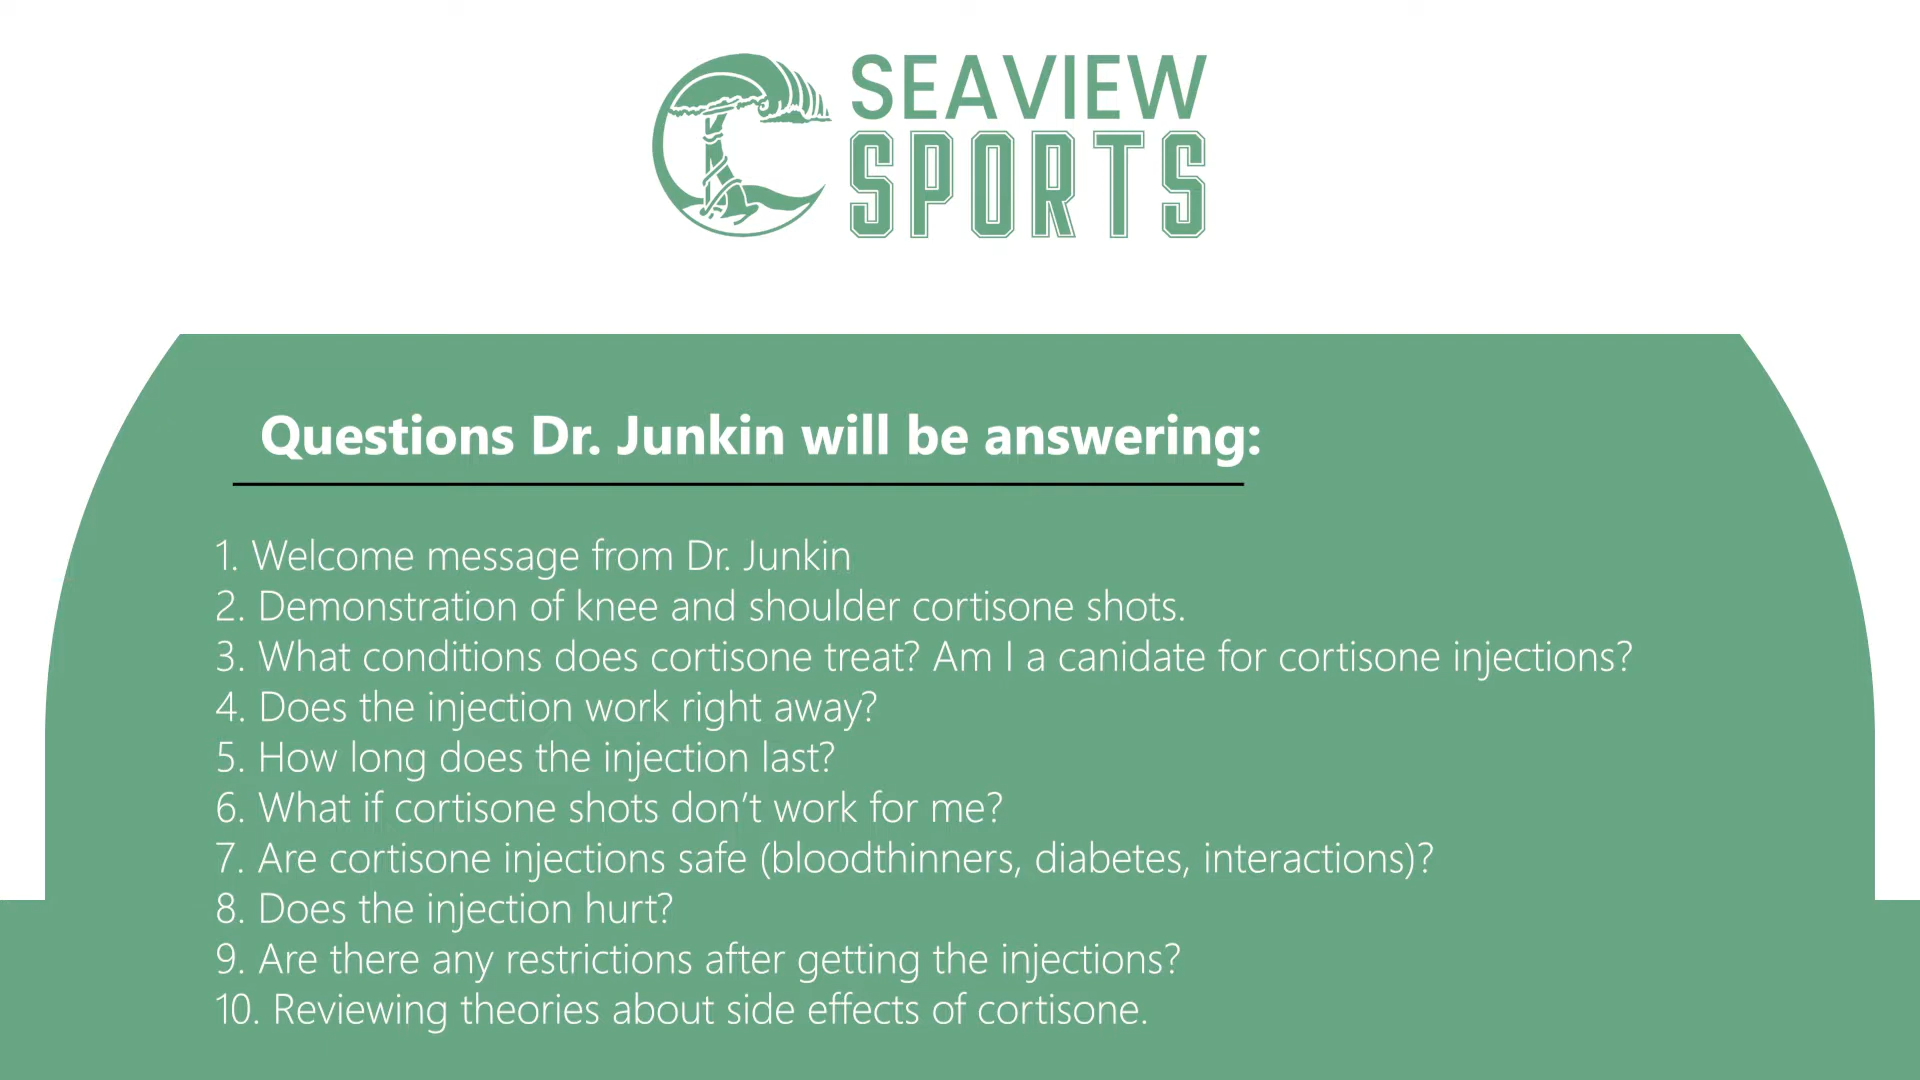 SEAVIEW
SPORTS
Questions Dr. Junkin will be answering:
1. Welcome message from Dr. Junkin
2. Demonstration of knee and shoulder cortisone shots.
3. What conditions does cortisone treat? Am I a canidate for cortisone injections?
4. Does the injection work right away?
5. How long does the injection last?
6. What if cortisone shots don’t work for me?
7. Are cortisone injections safe (bloodthinners, diabetes, interactions)?
8. Does the injection hurt?
9. Are there any restrictions after getting the injections?
10. Reviewing theories about side effects of cortisone.